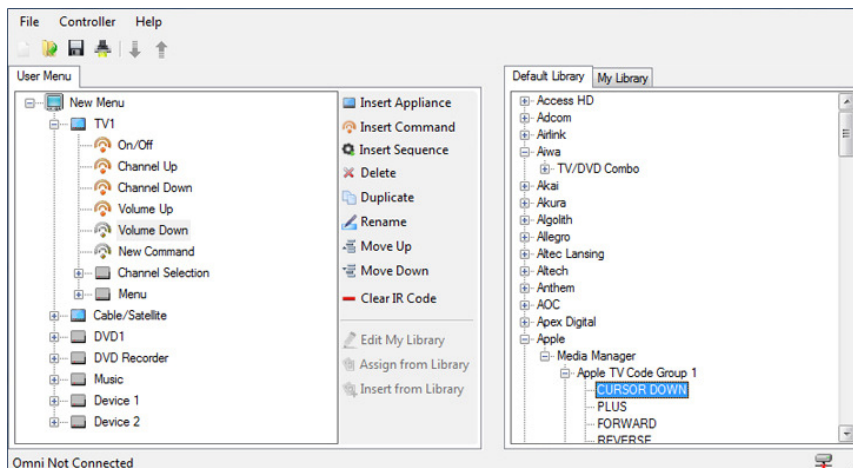 File Controller Help
User Menu
New Menu
TV1
On/Off
Channel Up
Channel Down
Volume Up
Volume Down
New Command
Channel Selection
Menu
Cable/Satellite
DVD1
DVD Recorder
Music
Device 1
Device 2
Insert Appliance
Insert Command
Insert Sequence
Delete
Duplicate
Rename
Move Up
Move Down
Clear IR Code
Edit My Library
Assign from Library
Insert from Library
Default Library My Library
Access HD
Adcom
Airlink
Aiwa
TV/DVD Combo
Akai
Akura
Algolith
Allegro
Altec Lansing
Altech
Anthem
AOC
Apex Digital
Apple
Media Manager
Apple TV Code Group 1
CURSOR DOWN
PLUS
FORWARD
REVERSE
Omni Not Connected